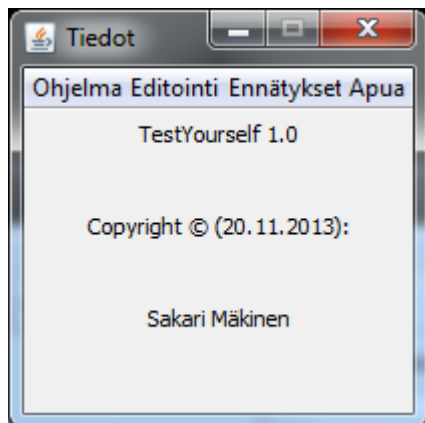 Tiedot
Ohjelma Editointi Ennätykset Apua
TestYourself 1.0
Copyright © (20.11.2013):
Sakari Mäkinen